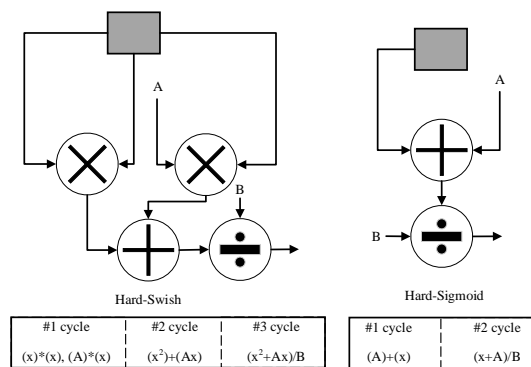 A
A
B
B
Hard-Swish
Hard-Sigmoid
#1 cycle #2 cycle #3 cycle
(x)*(x), (A)*(x) (x²)+(Ax) (x²+Ax)/B
#1 cycle #2 cycle
(A)+(x) (x+A)/B